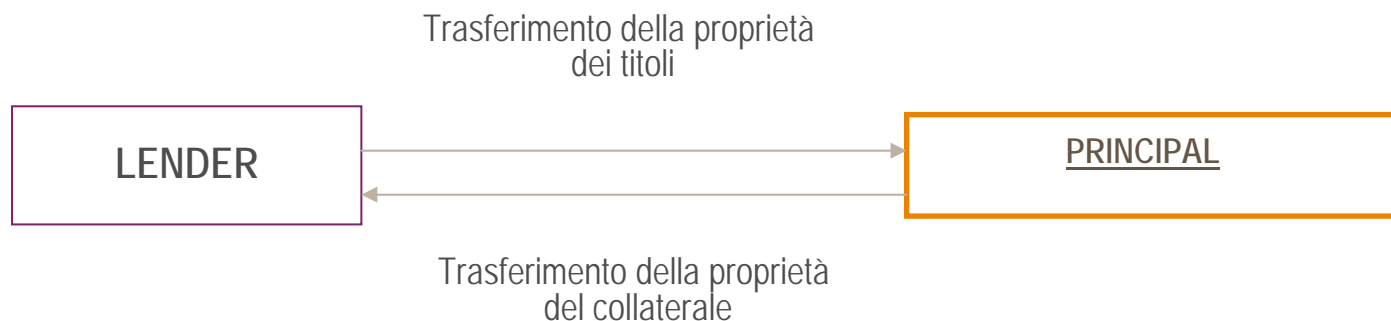 Trasferimento della proprietà
dei titoli
LENDER
PRINCIPAL
Trasferimento della proprietà
del collaterale